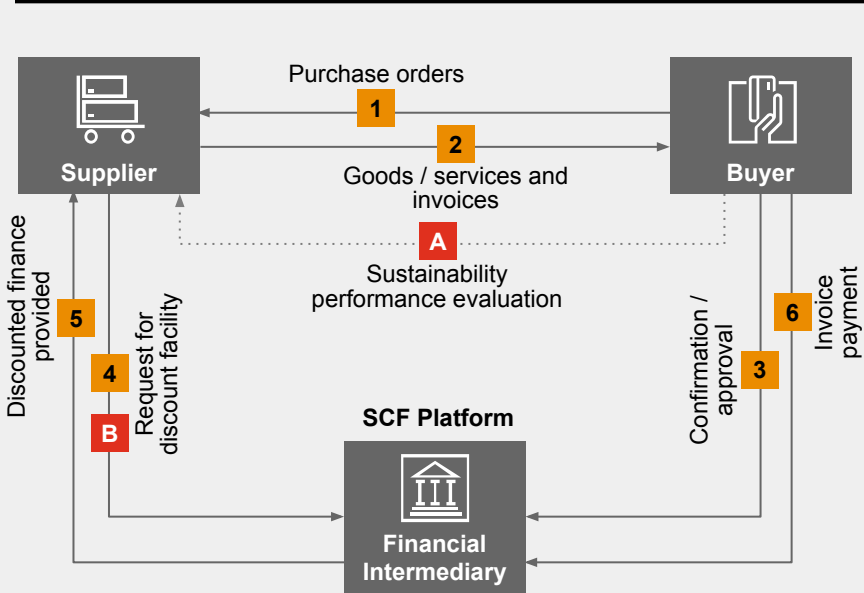 Purchase orders
1
2
Supplier
Buyer
Goods / services and
invoices
A
Sustainability
performance evaluation
Discounted finance
provided
5
4
B
Request for
discount facility
Confirmation /
approval
3
6
Invoice
payment
SCF Platform
Financial
Intermediary